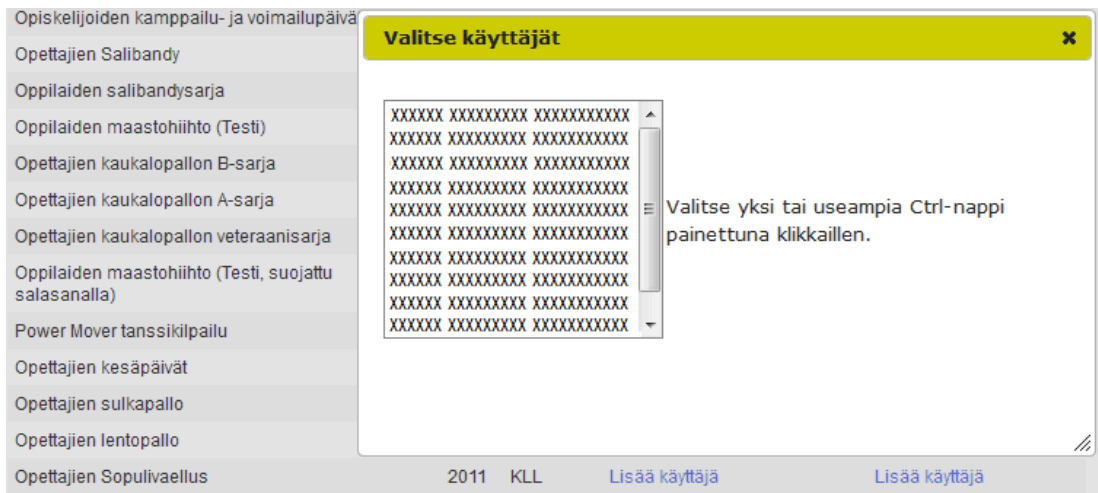 Opiskelijoiden kamppailu- ja voimailupäivä
Opettajien Salibandy
Oppilaiden salibandysarja
Oppilaiden maastohiihto (Testi)
Opettajien kaukalopallon B-sarja
Opettajien kaukalopallon A-sarja
Opettajien kaukalopallon veteraanisarja
Oppilaiden maastohiihto (Testi, suojattu
salasanalla)
Power Mover tanssikilpailu
Opettajien kesäpäivät
Opettajien sulkapallo
Opettajien lentopallo
Opettajien Sopulivaellus 2011 KLL Lisää käyttäjä Lisää käyttäjä
Valitse käyttäjät
XXXXXX XXXXXXXXX XXXXXXXXXXX
XXXXXX XXXXXXXXX XXXXXXXXXXX
XXXXXX XXXXXXXXX XXXXXXXXXXX
XXXXXX XXXXXXXXX XXXXXXXXXXX
XXXXXX XXXXXXXXX XXXXXXXXXXX
XXXXXX XXXXXXXXX XXXXXXXXXXX
XXXXXX XXXXXXXXX XXXXXXXXXXX
XXXXXX XXXXXXXXX XXXXXXXXXXX
XXXXXX XXXXXXXXX XXXXXXXXXXX
XXXXXX XXXXXXXXX XXXXXXXXXXX
Valitse yksi tai useampia Ctrl-nappi
painettuna klikkaillen.